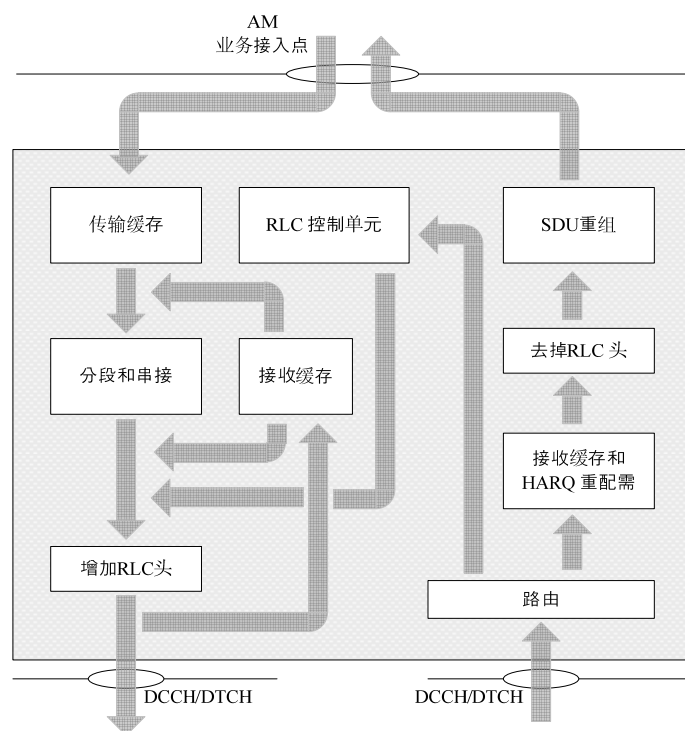 AM
业务接入点
传输缓存
RLC 控制单元
SDU重组
分段和串接
接收缓存
去掉RLC 头
接收缓存和
HARQ 重配需
增加RLC头
路由
DCCH/DTCH
DCCH/DTCH